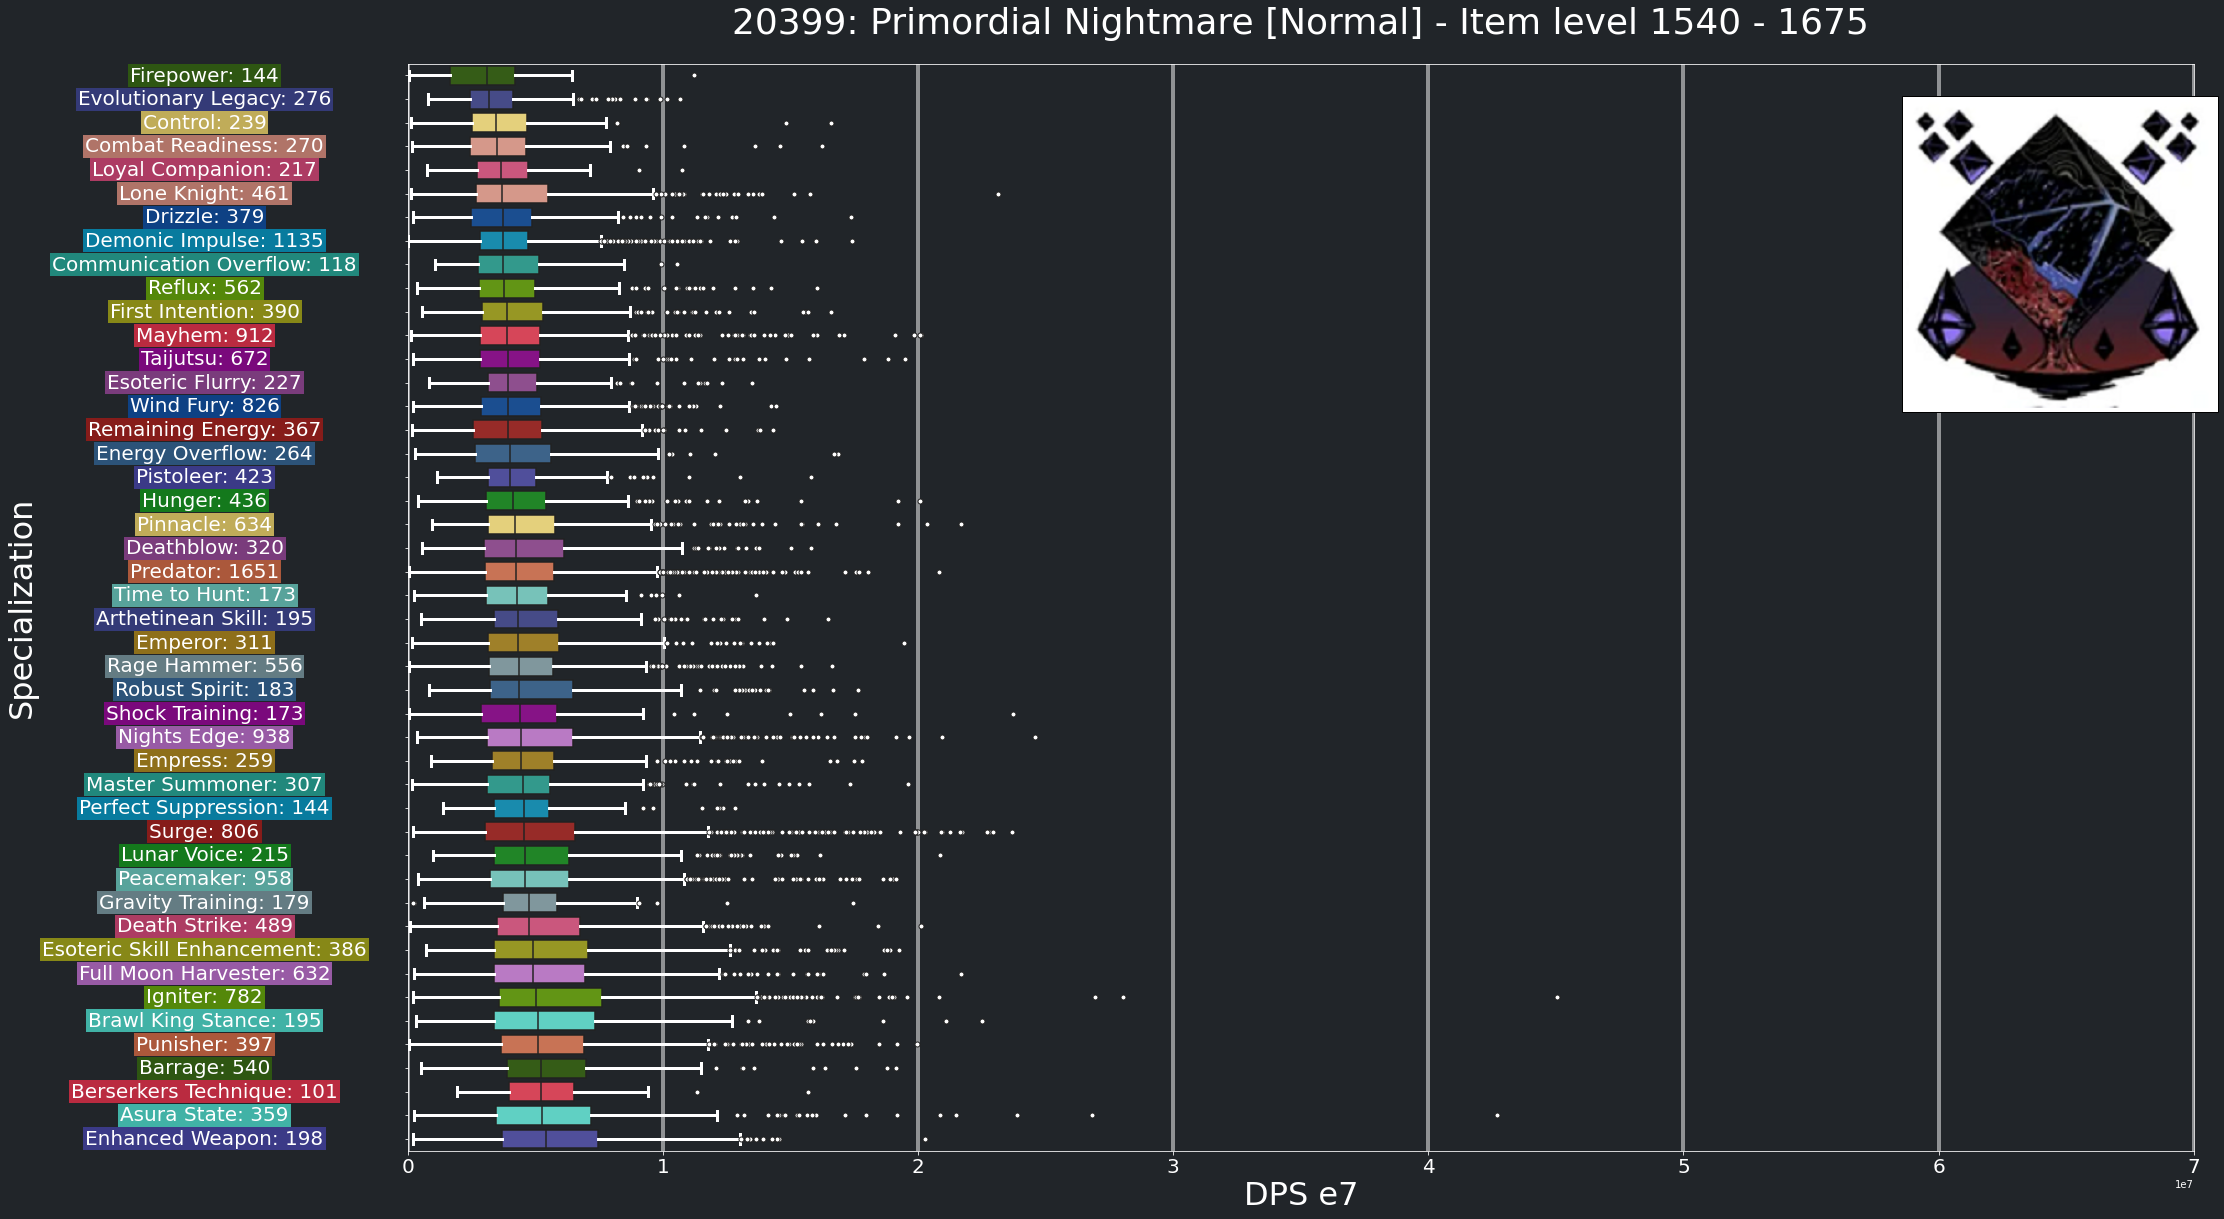 20399: Primordial Nightmare [Normal] - Item level 1540 - 1675
Specialization
Firepower: 144
Evolutionary Legacy: 276
Control: 239
Combat Readiness: 270
Loyal Companion: 217
Lone Knight: 461
Drizzle: 379
Demonic Impulse: 1135
Communication Overflow: 118
Reflux: 562
First Intention: 390
Mayhem: 912
Taijutsu: 672
Esoteric Flurry: 227
Wind Fury: 826
Remaining Energy: 367
Energy Overflow: 264
Pistoleer: 423
Hunger: 436
Pinnacle: 634
Deathblow: 320
Predator: 1651
Time to Hunt: 173
Arthetinean Skill: 195
Emperor: 311
Rage Hammer: 556
Robust Spirit: 183
Shock Training: 173
Nights Edge: 938
Empress: 259
Master Summoner: 307
Perfect Suppression: 144
Surge: 806
Lunar Voice: 215
Peacemaker: 958
Gravity Training: 179
Death Strike: 489
Esoteric Skill Enhancement: 386
Full Moon Harvester: 632
Igniter: 782
Brawl King Stance: 195
Punisher: 397
Barrage: 540
Berserkers Technique: 101
Asura State: 359
Enhanced Weapon: 198
0 1 2 3 4 5 6 7
1e7
DPS e7